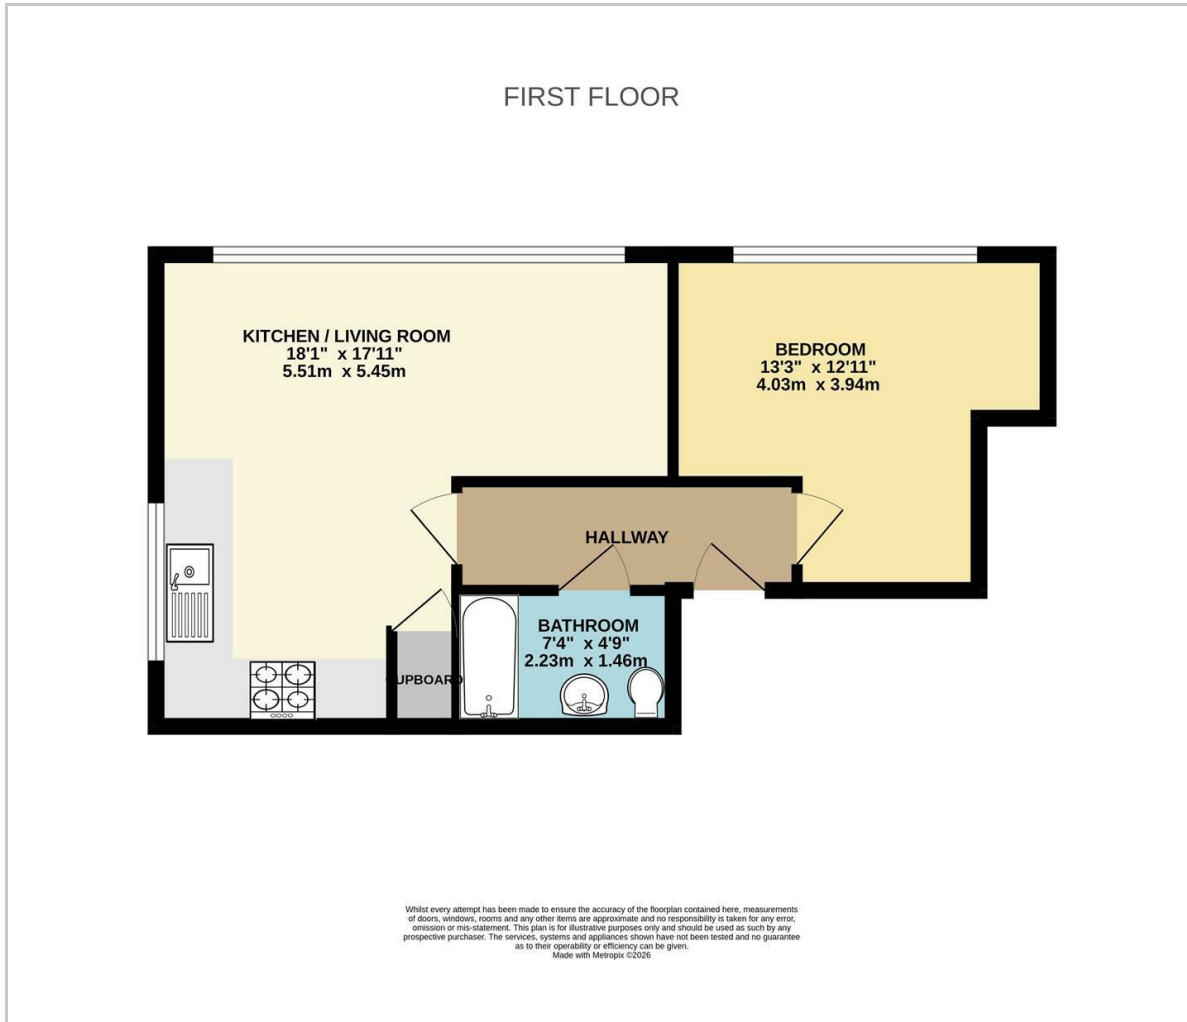 FIRST FLOOR
KITCHEN / LIVING ROOM
18'1" x 17'11"
5.51m x 5.45m
BEDROOM
13'3" x 12'11"
4.03m x 3.94m
HALLWAY
BATHROOM
7'4" x 4'9"
2.23m x 1.46m
CUPBOARD
Whilst every attempt has been made to ensure the accuracy of the floorplan contained here, measurements
of doors, windows, rooms and any other items are approximate and no responsibility is taken for any error,
omission or mis-statement. This plan is for illustrative purposes only and should be used as such by any
prospective purchaser. The services, systems and appliances shown have not been tested and no guarantee
as to their operability or efficiency can be given.
Made with Metropix ©2026